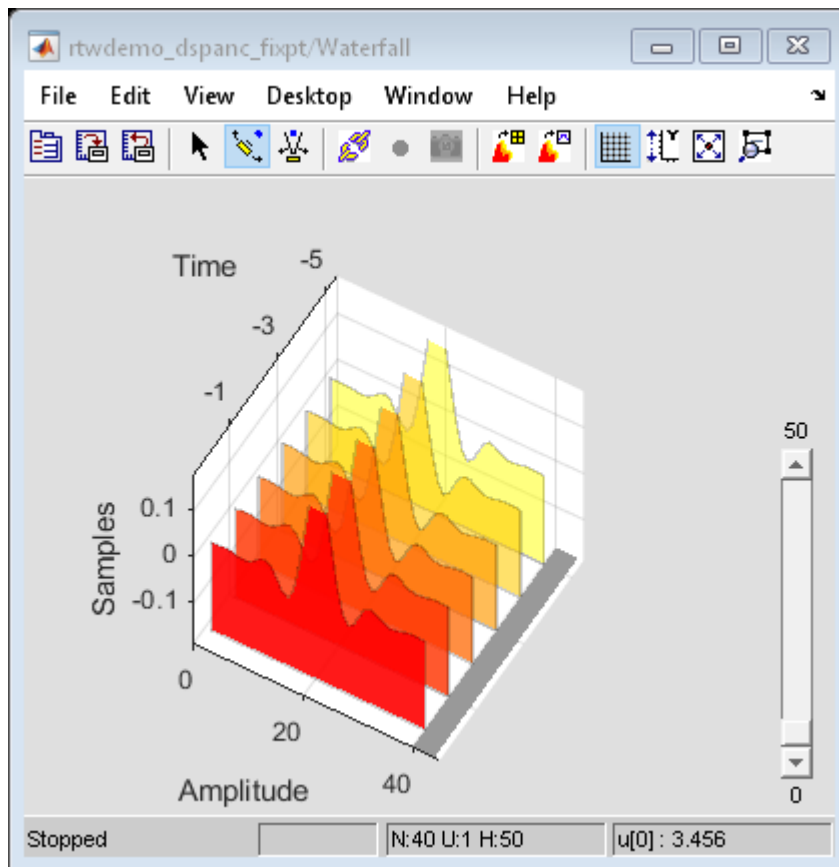 rtwdemo_dspanc_fixpt/Waterfall
File Edit View Desktop Window Help
Time
-5
-3
-1
50
Samples
0.1
0
-0.1
0
20
40
Amplitude
0
Stopped N:40 U:1 H:50 u[0] : 3.456